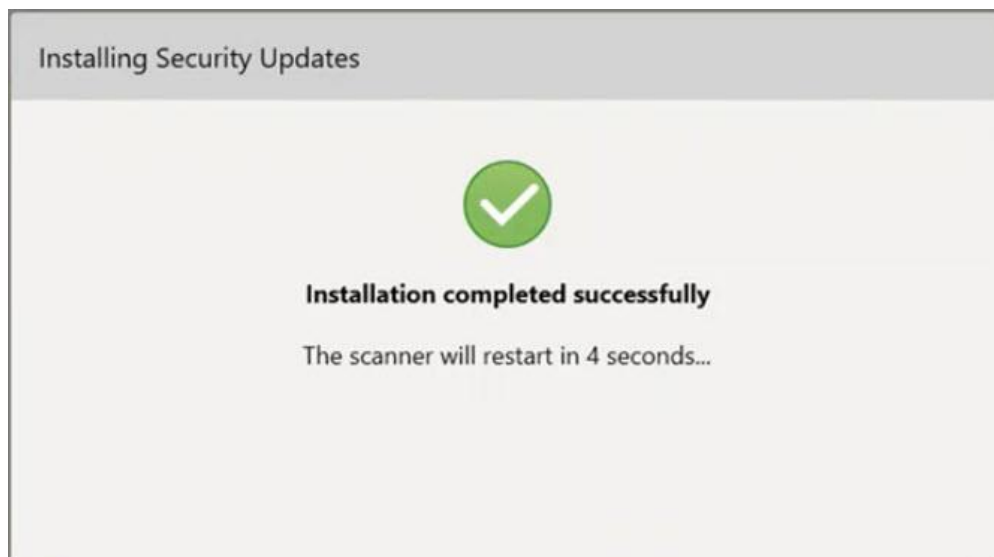 Installing Security Updates
Installation completed successfully
The scanner will restart in 4 seconds...